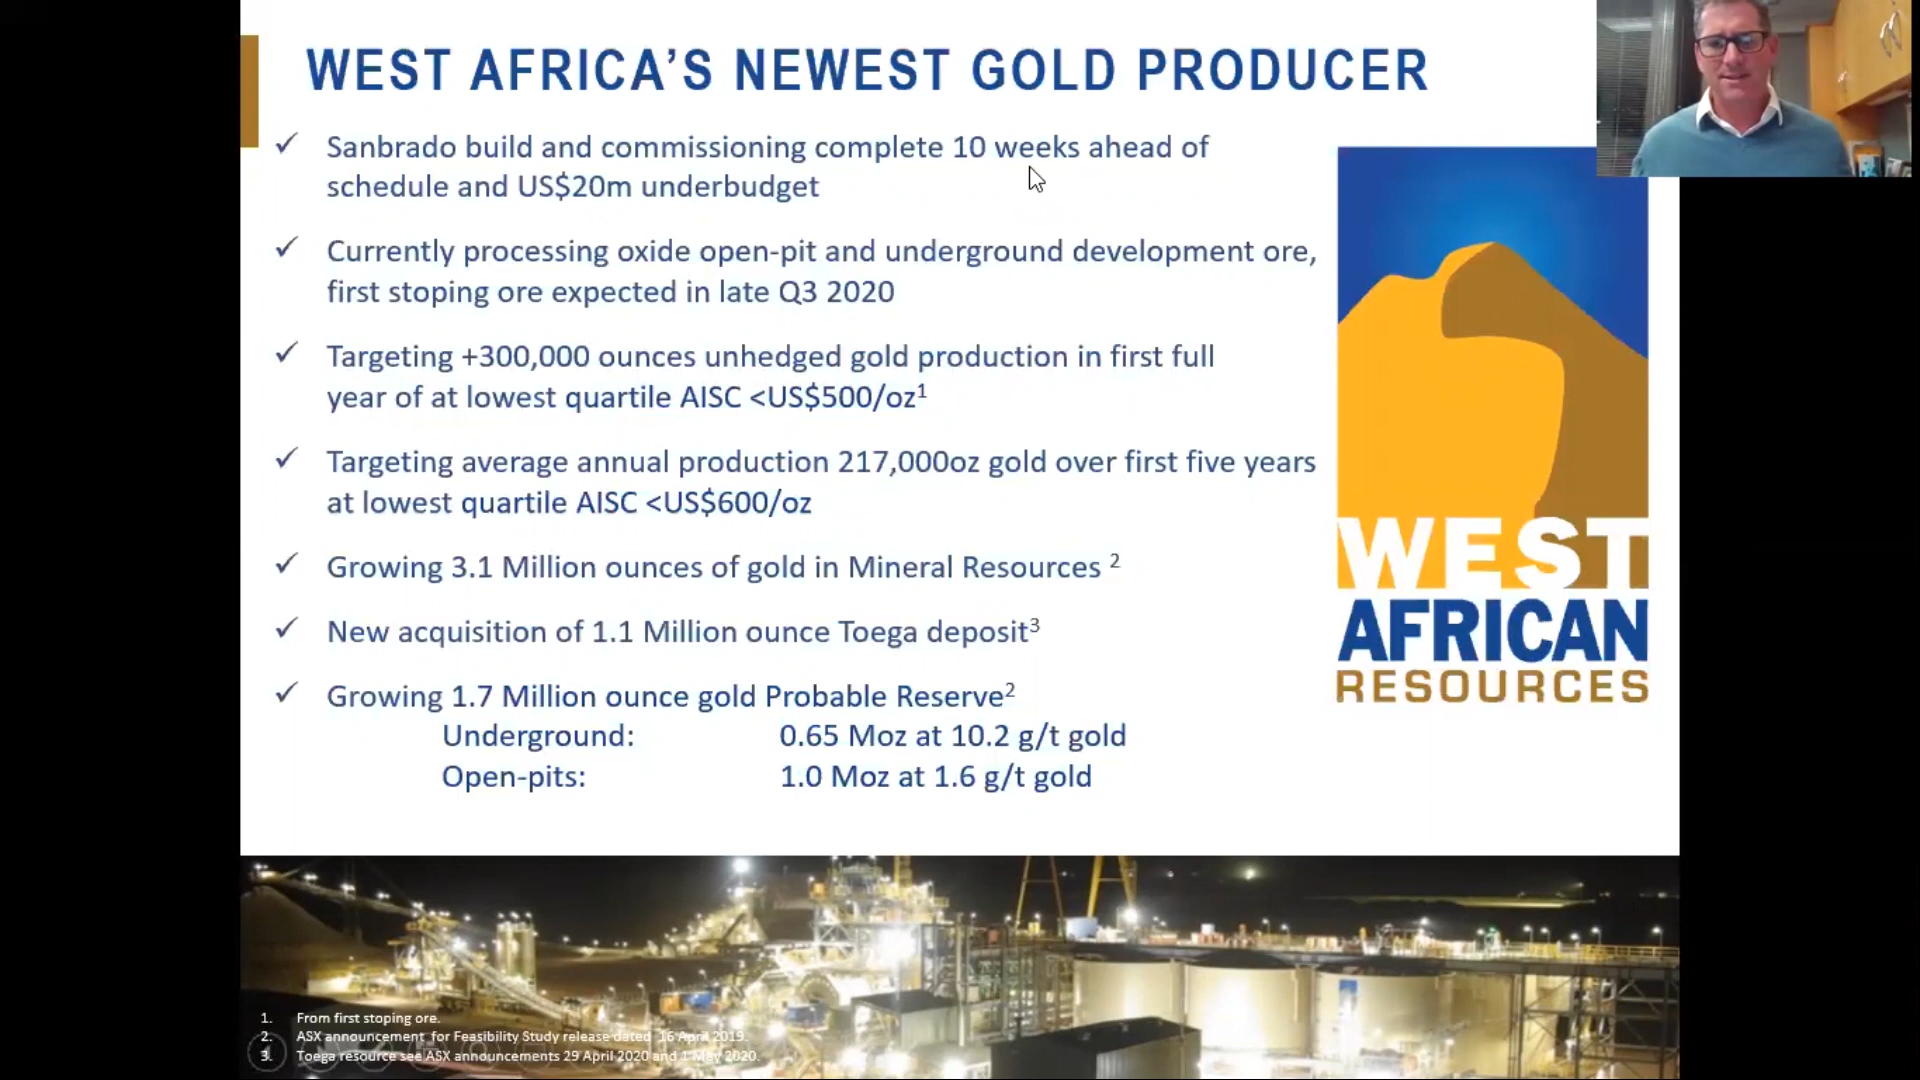 WEST AFRICA'S NEWEST GOLD PRODUCER
✓ Sanbrado build and commissioning complete 10 weeks ahead of
schedule and US$20m underbudget
✓ Currently processing oxide open-pit and underground development ore,
first stoping ore expected in late Q3 2020
✓ Targeting +300,000 ounces unhedged gold production in first full
year of at lowest quartile AISC <US$500/oz¹
✓ Targeting average annual production 217,000oz gold over first five years
at lowest quartile AISC <US$600/oz
✓ Growing 3.1 Million ounces of gold in Mineral Resources ²
✓ New acquisition of 1.1 Million ounce Toega deposit³
✓ Growing 1.7 Million ounce gold Probable Reserve²
Underground: 0.65 Moz at 10.2 g/t gold
Open-pits: 1.0 Moz at 1.6 g/t gold
WEST
AFRICAN
RESOURCES
1. From first stoping ore.
2. ASX announcement for Feasibility Study release dated 16 April 2019.
3. Toega resource see ASX announcements 29 April 2020 and 1 May 2020.